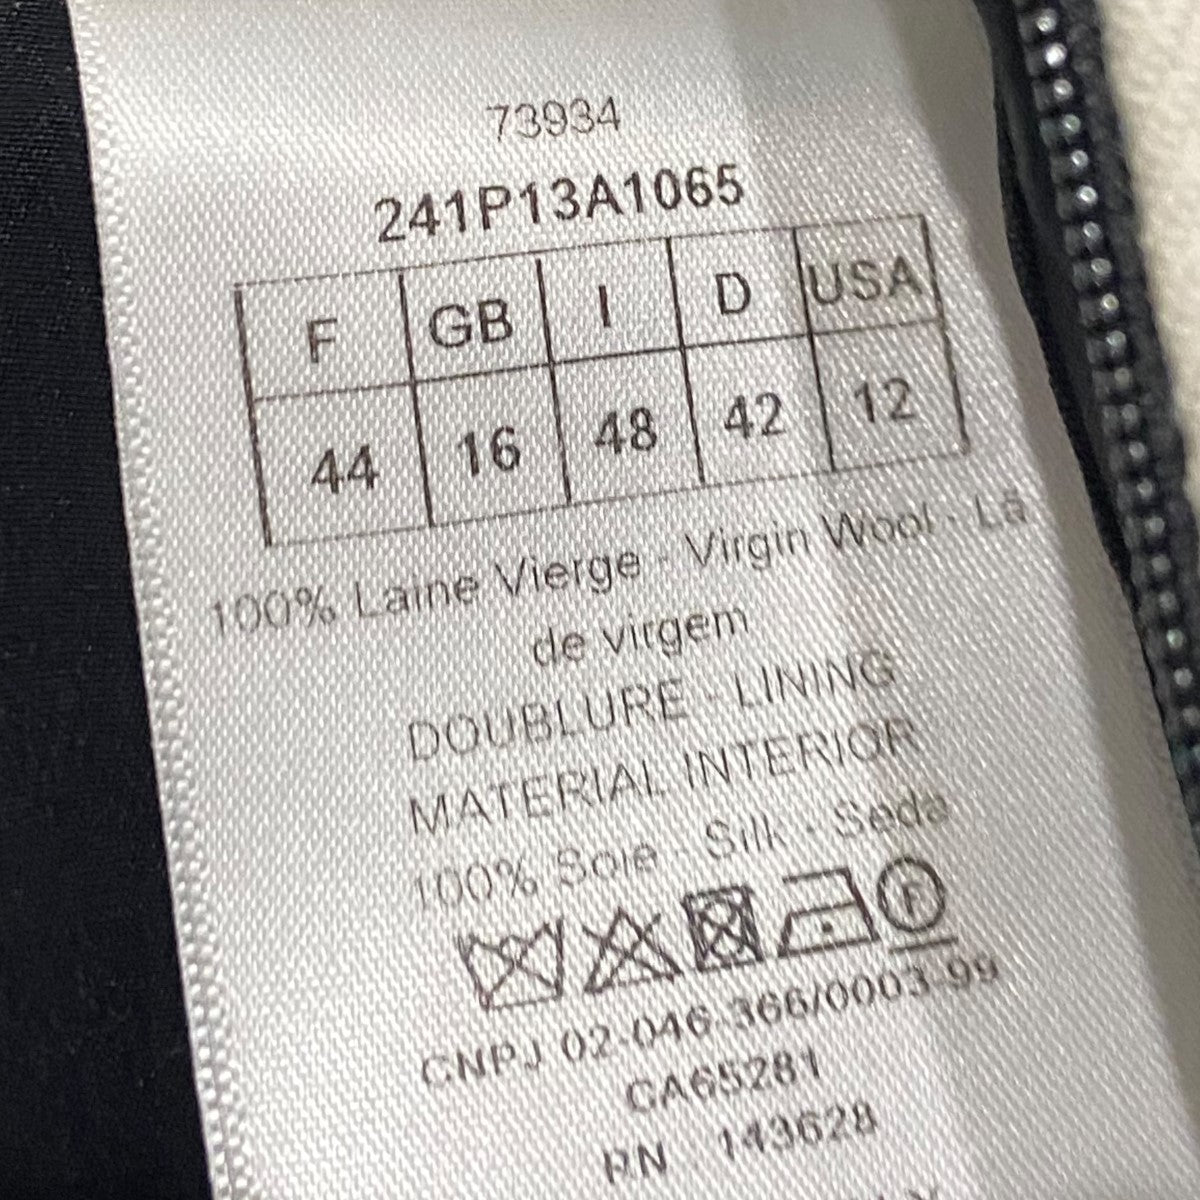 73934
241P13A1065
F GB I D USA
44 16 48 42 12
100% Laine Vierge - Virgin Wool - Lã
de virgem
DOUBLURE - LINING
MATERIAL INTERIOR
100% Soie - Silk - Seda
F
CNPJ 02-046-366/0003-99
CA65281
RN 143628